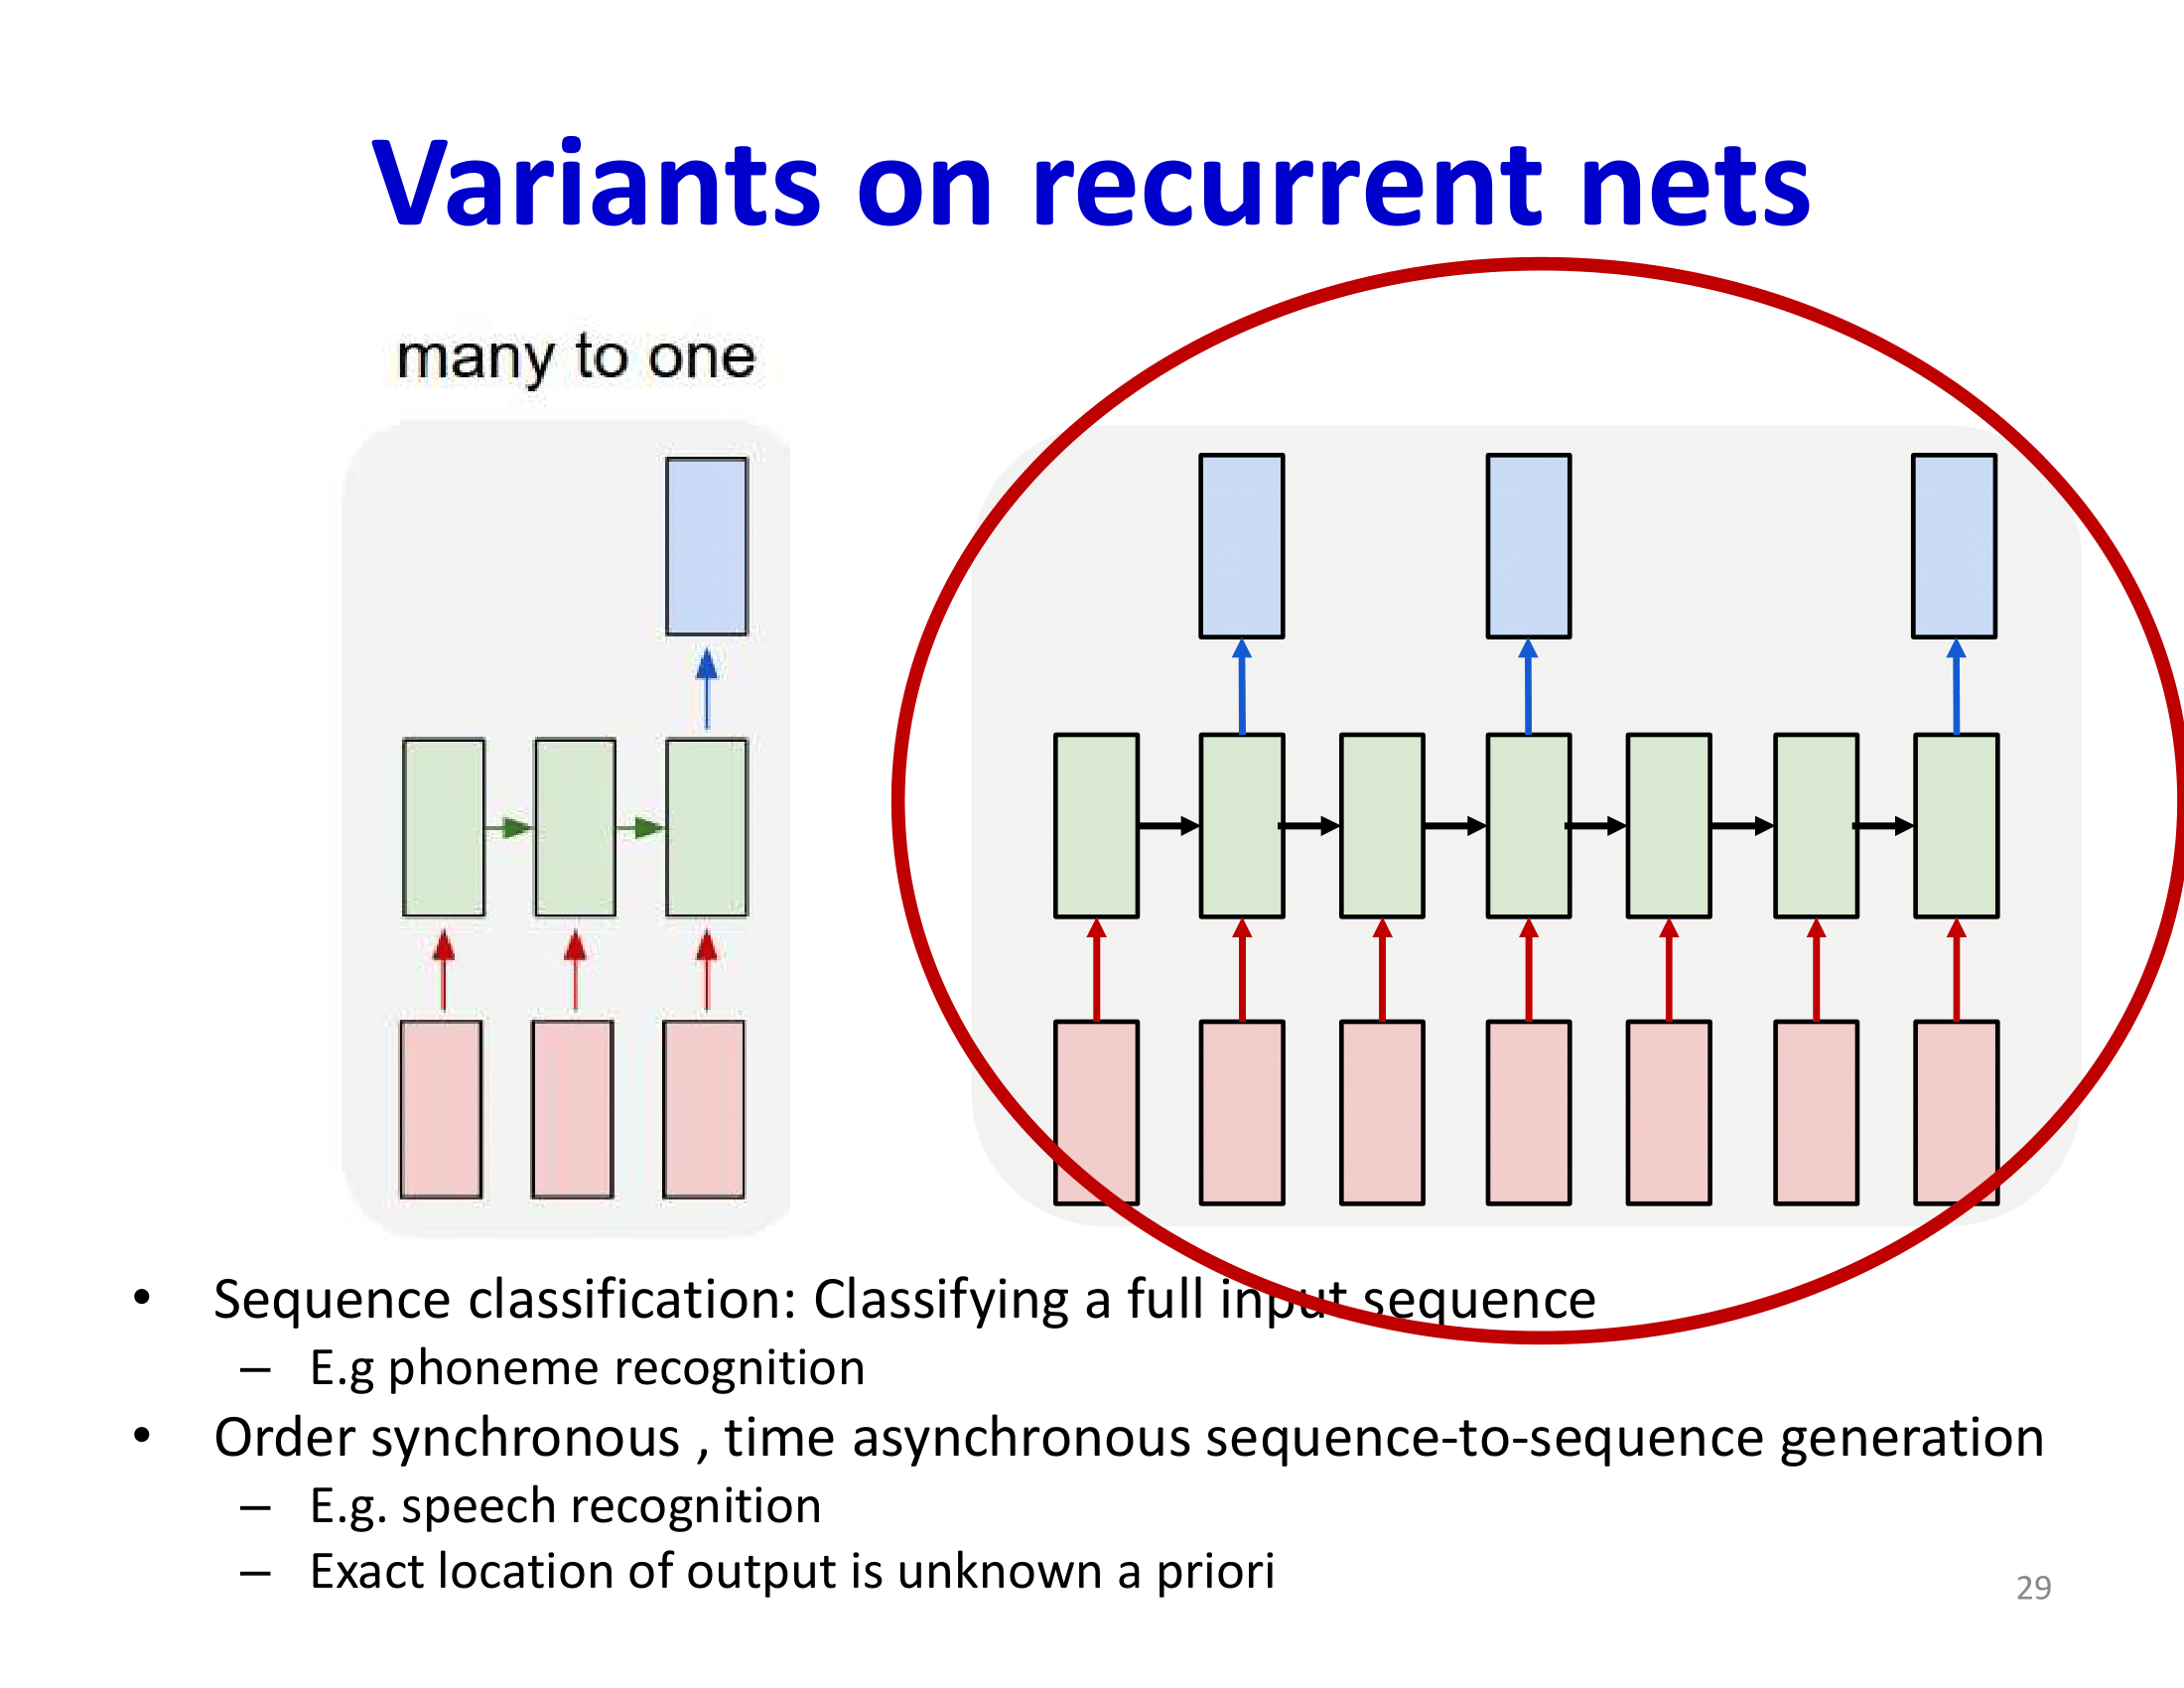 Variants on recurrent nets
many to one
• Sequence classification: Classifying a full input sequence
– E.g phoneme recognition
• Order synchronous , time asynchronous sequence-to-sequence generation
– E.g. speech recognition
– Exact location of output is unknown a priori
29